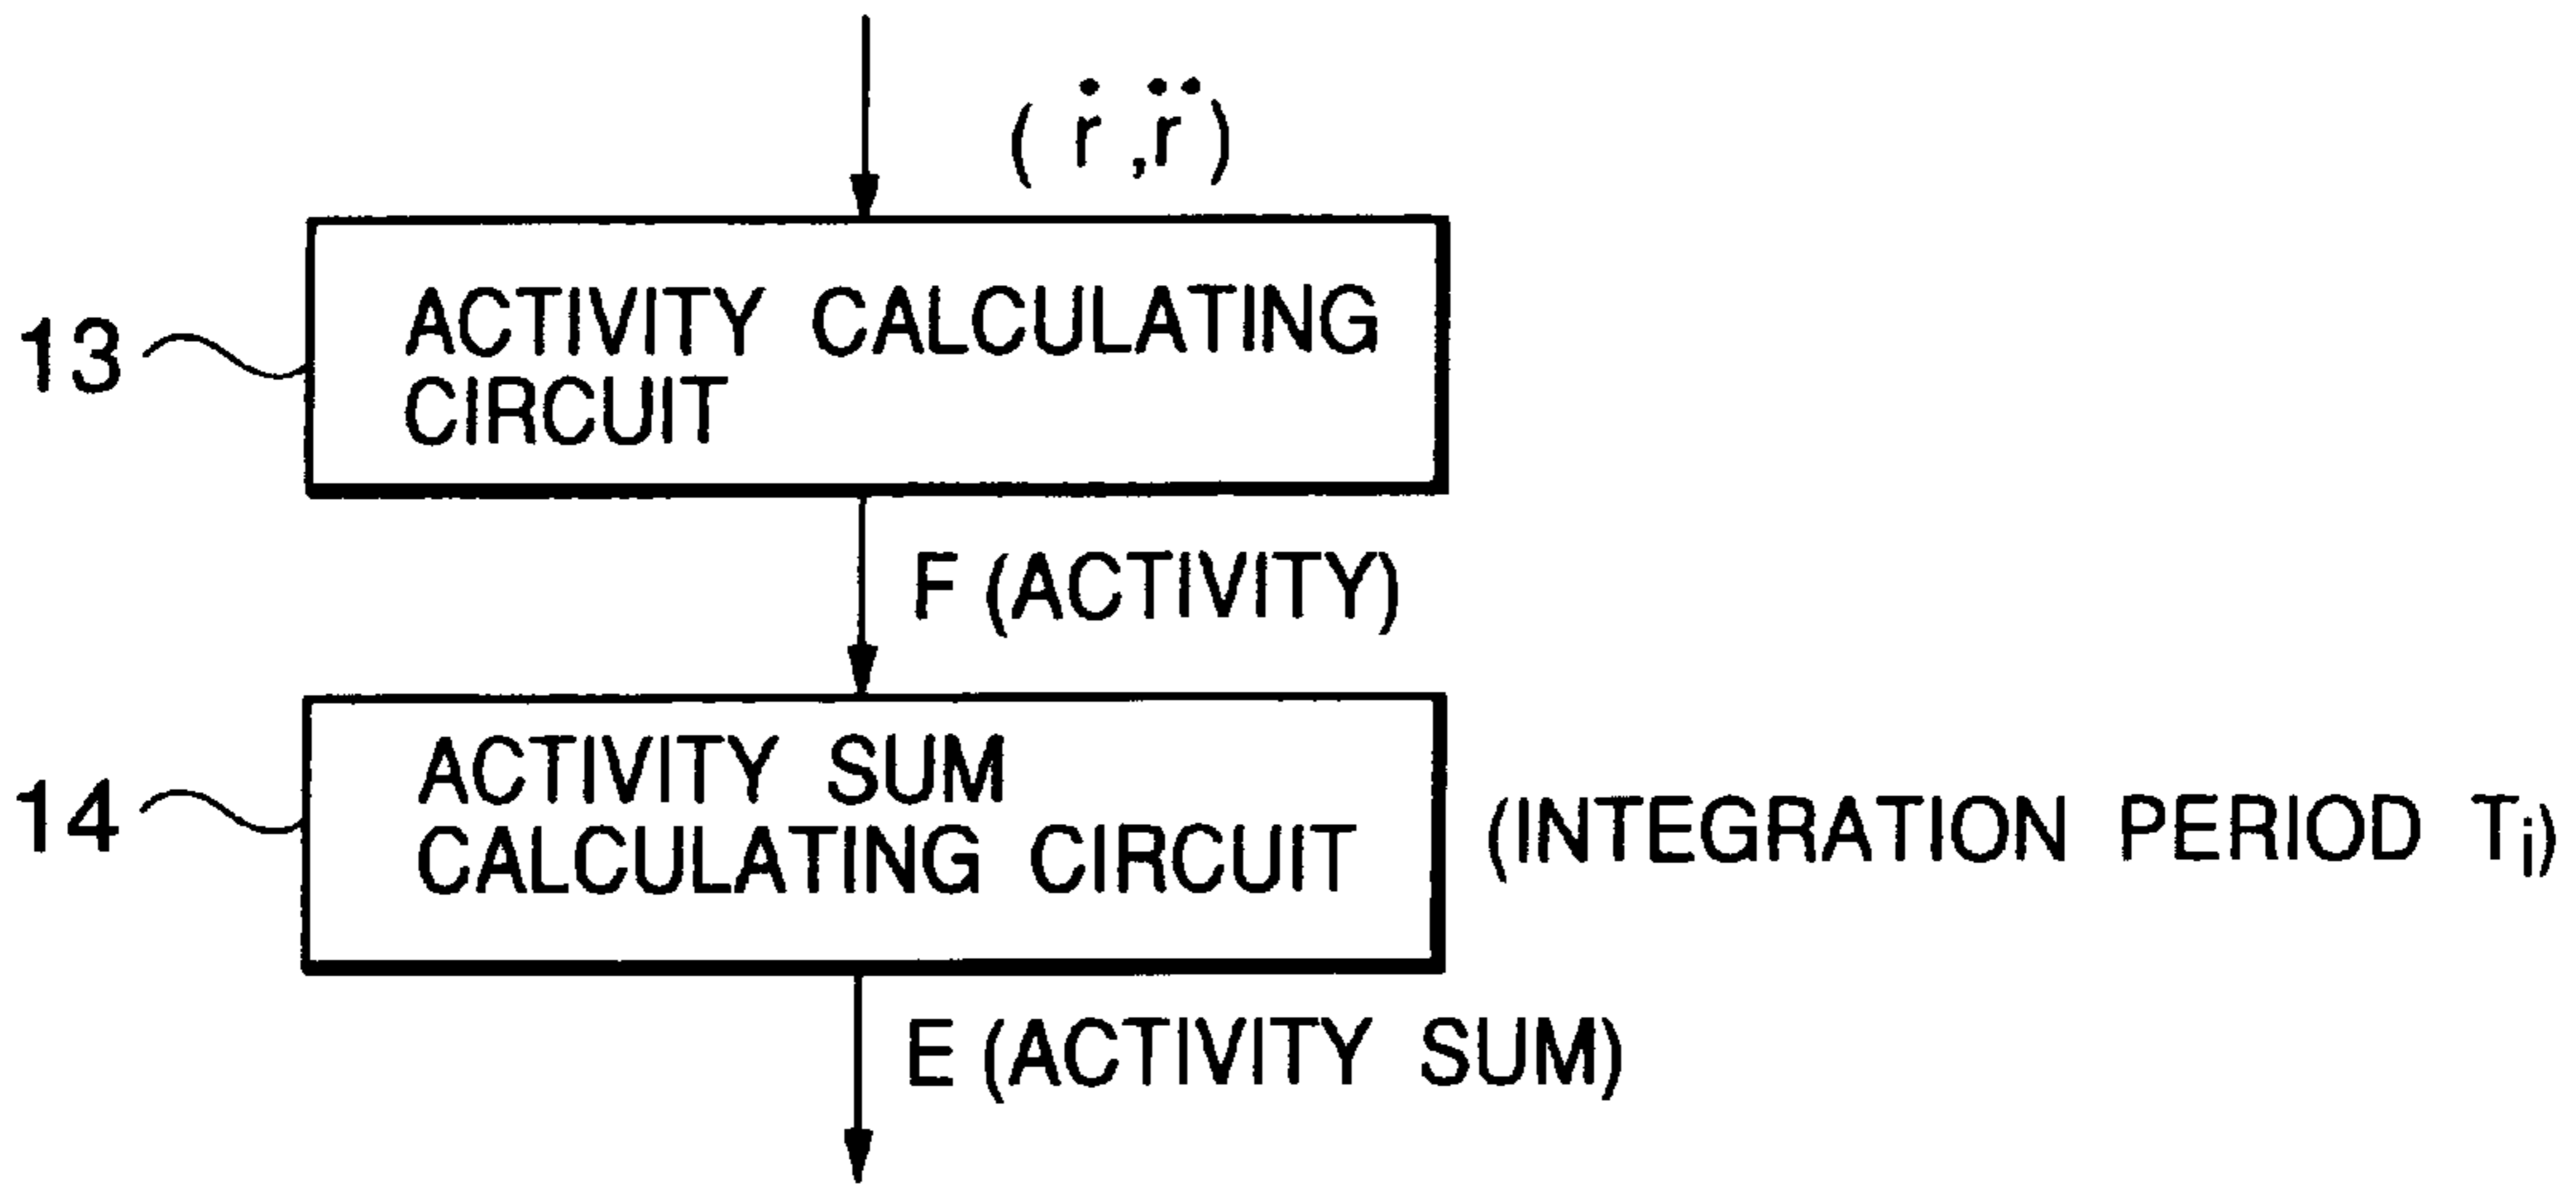 (ṙ,r̈)
13
ACTIVITY CALCULATING
CIRCUIT
F (ACTIVITY)
14
ACTIVITY SUM
CALCULATING CIRCUIT
(INTEGRATION PERIOD Ti)
E (ACTIVITY SUM)